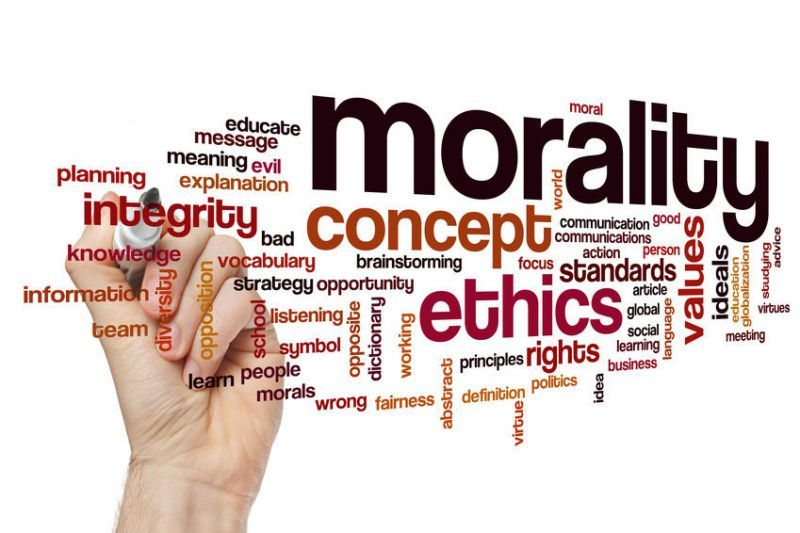 morality
moral
educate
message
meaning
evil
explanation
planning
integrity
concept
world
communication
good
communications
action
person
values
ideals
education
globalization
studying
advice
virtues
knowledge
bad
vocabulary
brainstorming
focus
standards
article
information
diversity
opposition
strategy
opportunity
ethics
global
language
team
school
listening
opposite
dictionary
working
social
learning
meeting
symbol
principles
rights
business
learn
people
morals
wrong
fairness
abstract
definition
virtue
politics
idea